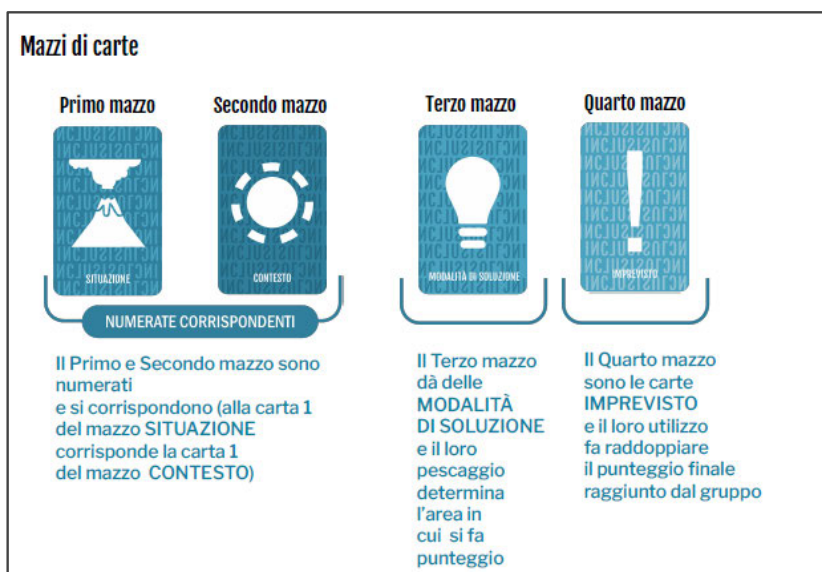 Mazzi di carte
Primo mazzo
Secondo mazzo
Terzo mazzo
Quarto mazzo
SITUAZIONE
CONTESTO
MODALITÀ DI SOLUZIONE
IMPREVISTO
NUMERATE CORRISPONDENTI
Il Primo e Secondo mazzo sono
numerati
e si corrispondono (alla carta 1
del mazzo SITUAZIONE
corrisponde la carta 1
del mazzo CONTESTO)
Il Terzo mazzo
dà delle
MODALITÀ
DI SOLUZIONE
e il loro
pescaggio
determina
l'area in
cui si fa
punteggio
Il Quarto mazzo
sono le carte
IMPREVISTO
e il loro utilizzo
fa raddoppiare
il punteggio finale
raggiunto dal gruppo